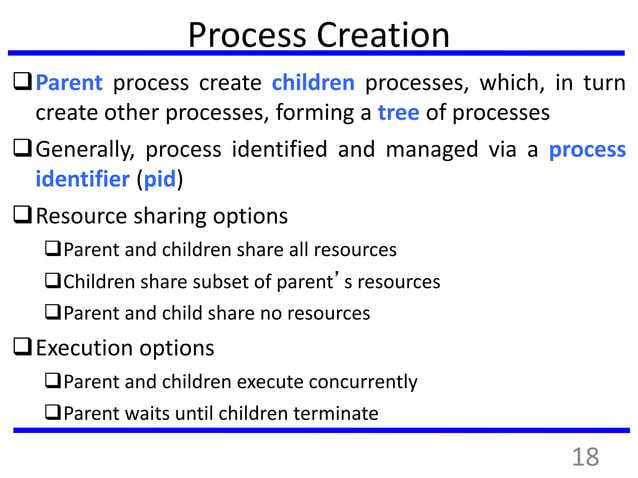 Process Creation
❑Parent process create children processes, which, in turn
create other processes, forming a tree of processes
❑Generally, process identified and managed via a process
identifier (pid)
❑Resource sharing options
❑Parent and children share all resources
❑Children share subset of parent’s resources
❑Parent and child share no resources
❑Execution options
❑Parent and children execute concurrently
❑Parent waits until children terminate
18